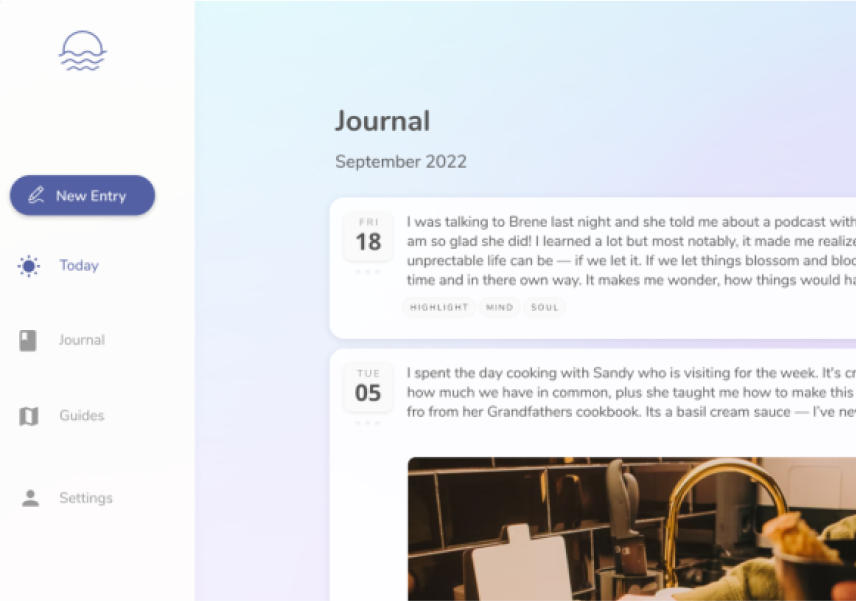 New Entry
Today
Journal
Guides
Settings
Journal
September 2022
FRI
18
I was talking to Brene last night and she told me about a podcast with
am so glad she did! I learned a lot but most notably, it made me realize
unprectable life can be — if we let it. If we let things blossom and
time and in there own way. It makes me wonder, how things would
HIGHLIGHT MIND SOUL
TUE
05
I spent the day cooking with Sandy who is visiting for the week. It's
how much we have in common, plus she taught me how to make this
fro from her Grandfathers cookbook. Its a basil cream sauce — I've